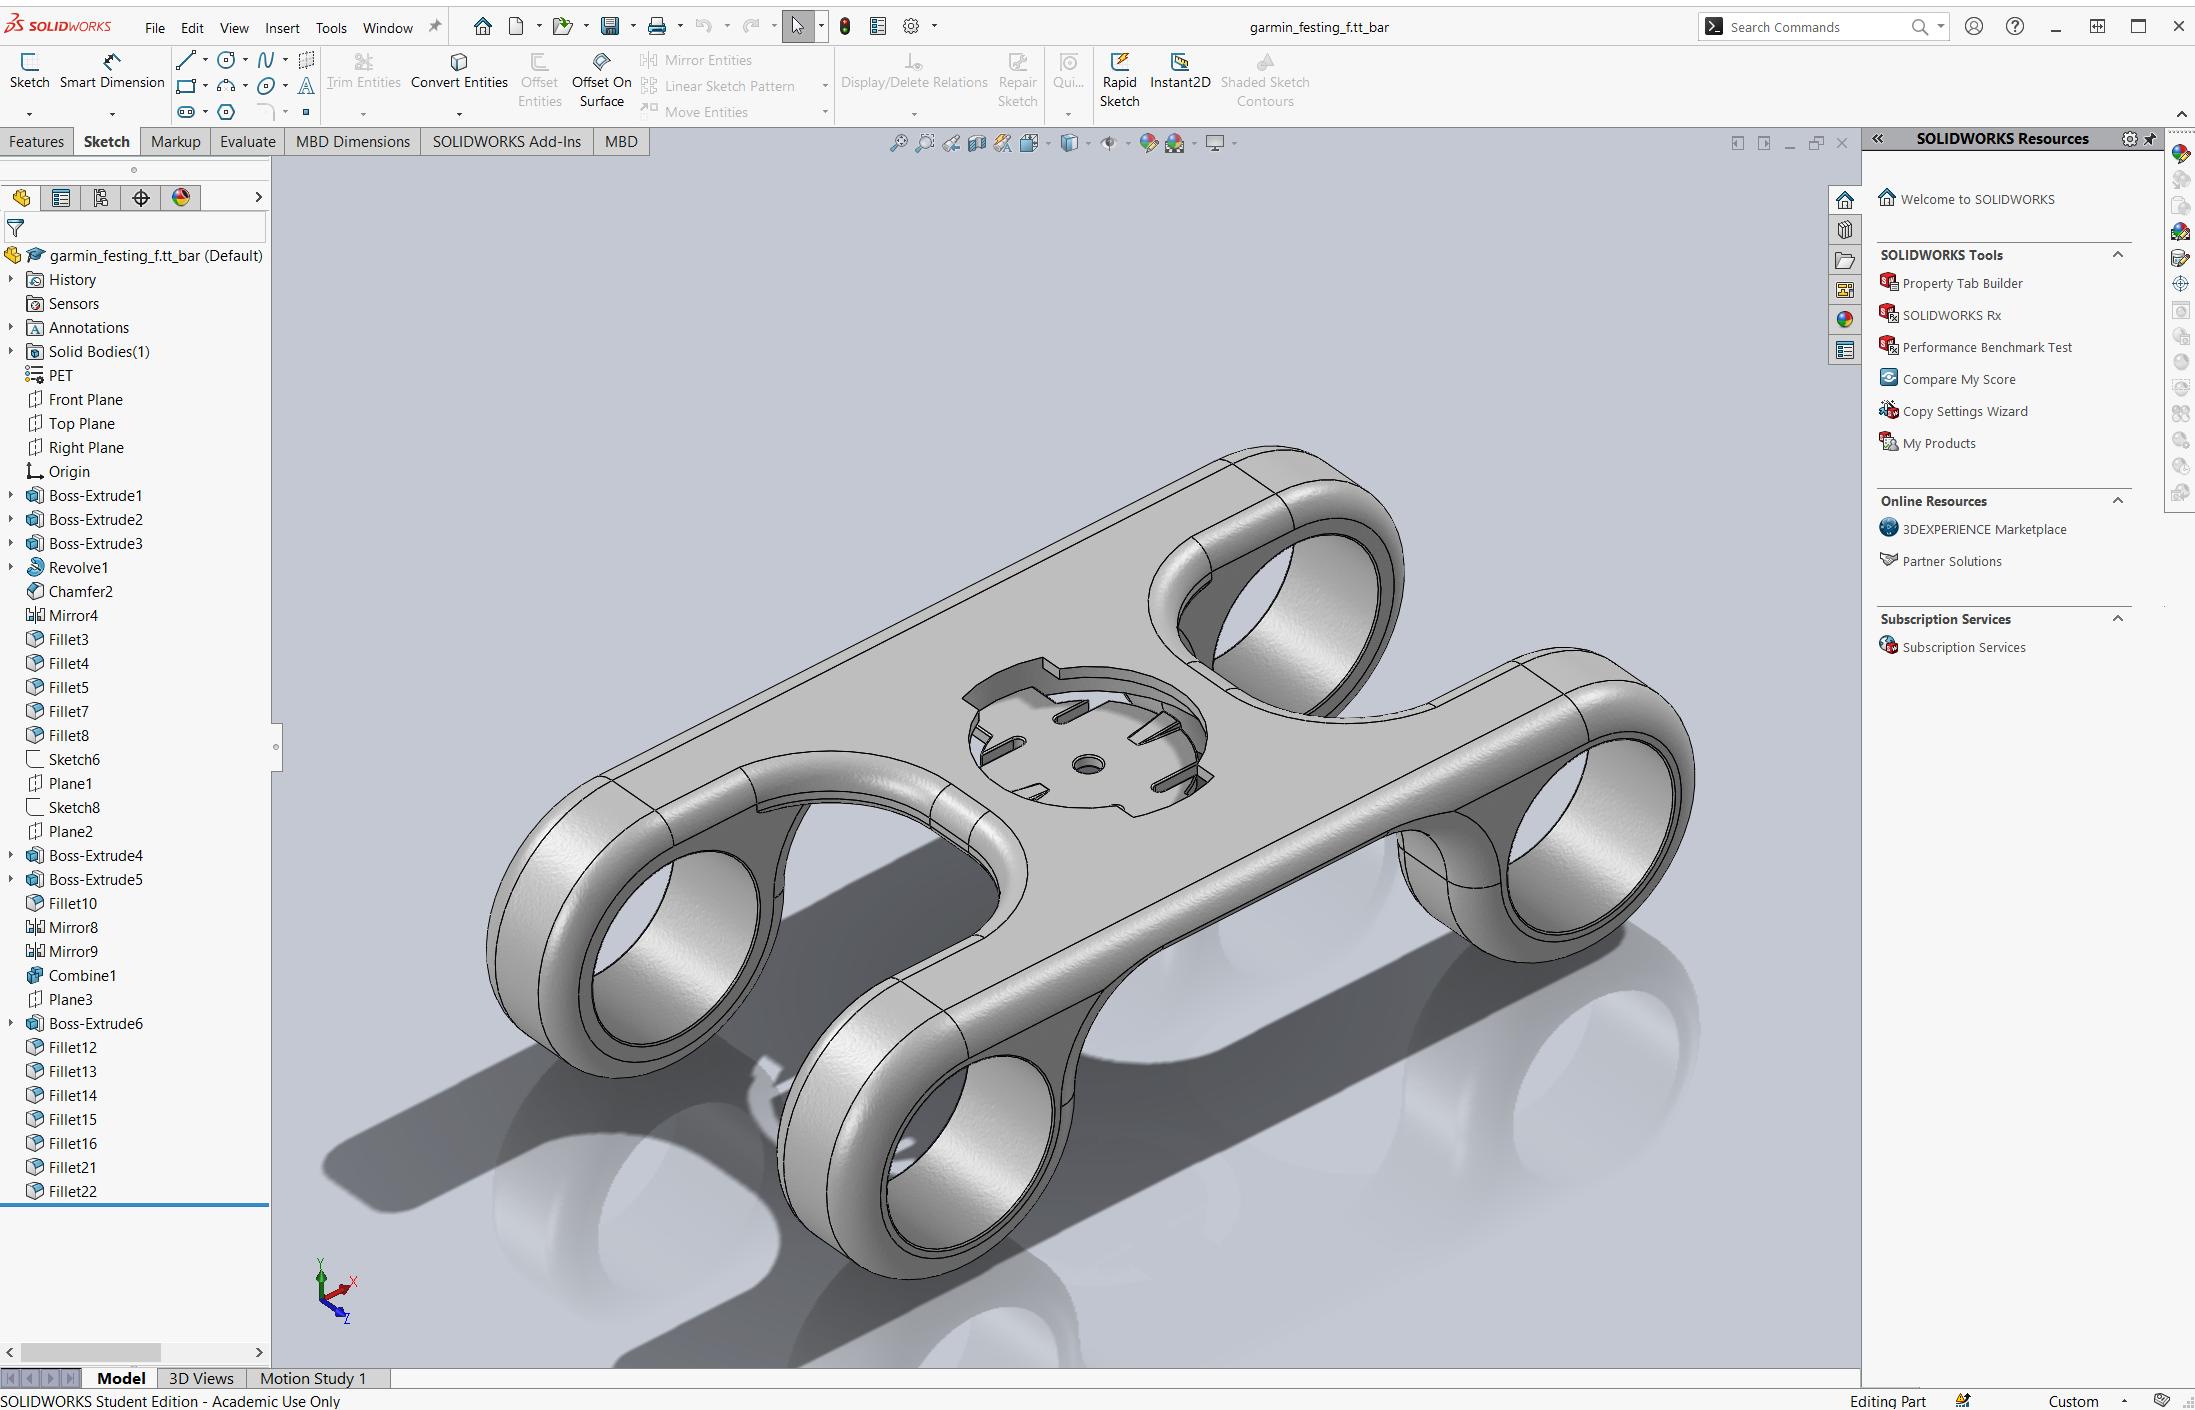 SOLIDWORKS
File Edit View Insert Tools Window
garmin_festing_f.tt_bar
Search Commands
Sketch Smart Dimension
Trim Entities Convert Entities Offset Entities Offset On Surface
Mirror Entities
Linear Sketch Pattern
Move Entities
Display/Delete Relations Repair Sketch Qui... Rapid Sketch Instant2D Shaded Sketch Contours
Features Sketch Markup Evaluate MBD Dimensions SOLIDWORKS Add-Ins MBD
garmin_festing_f.tt_bar (Default)
History
Sensors
Annotations
Solid Bodies(1)
PET
Front Plane
Top Plane
Right Plane
Origin
Boss-Extrude1
Boss-Extrude2
Boss-Extrude3
Revolve1
Chamfer2
Mirror4
Fillet3
Fillet4
Fillet5
Fillet7
Fillet8
Sketch6
Plane1
Sketch8
Plane2
Boss-Extrude4
Boss-Extrude5
Fillet10
Mirror8
Mirror9
Combine1
Plane3
Boss-Extrude6
Fillet12
Fillet13
Fillet14
Fillet15
Fillet16
Fillet21
Fillet22
Y
X
Z
SOLIDWORKS Resources
Welcome to SOLIDWORKS
SOLIDWORKS Tools
Property Tab Builder
SOLIDWORKS Rx
Performance Benchmark Test
Compare My Score
Copy Settings Wizard
My Products
Online Resources
3DEXPERIENCE Marketplace
Partner Solutions
Subscription Services
Subscription Services
Model 3D Views Motion Study 1
SOLIDWORKS Student Edition - Academic Use Only
Editing Part
Custom